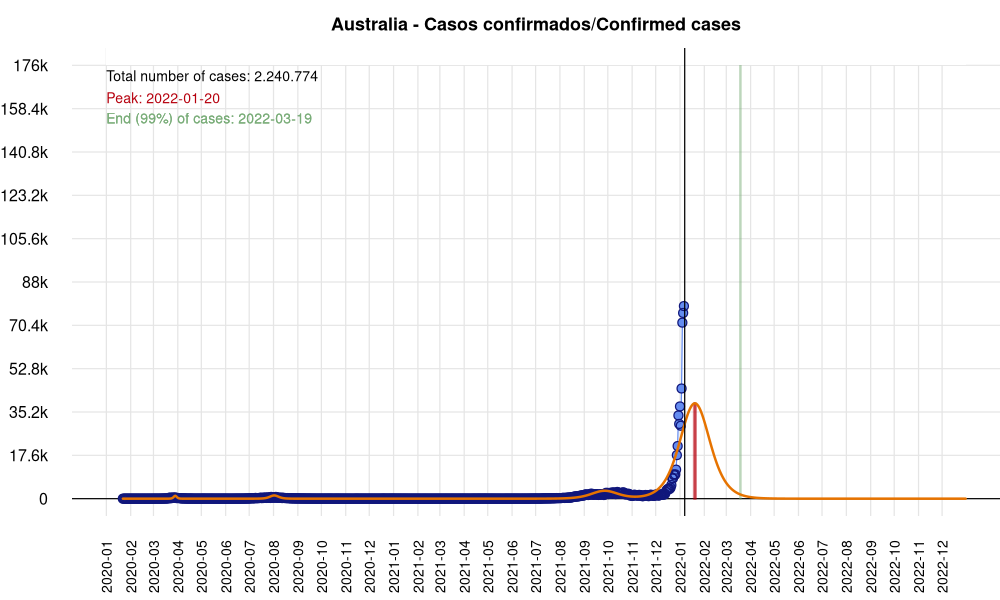 Australia - Casos confirmados/Confirmed cases
Total number of cases: 2.240.774
Peak: 2022-01-20
End (99%) of cases: 2022-03-19
176k
158.4k
140.8k
123.2k
105.6k
88k
70.4k
52.8k
35.2k
17.6k
0
2020-01
2020-02
2020-03
2020-04
2020-05
2020-06
2020-07
2020-08
2020-09
2020-10
2020-11
2020-12
2021-01
2021-02
2021-03
2021-04
2021-05
2021-06
2021-07
2021-08
2021-09
2021-10
2021-11
2021-12
2022-01
2022-02
2022-03
2022-04
2022-05
2022-06
2022-07
2022-08
2022-09
2022-10
2022-11
2022-12